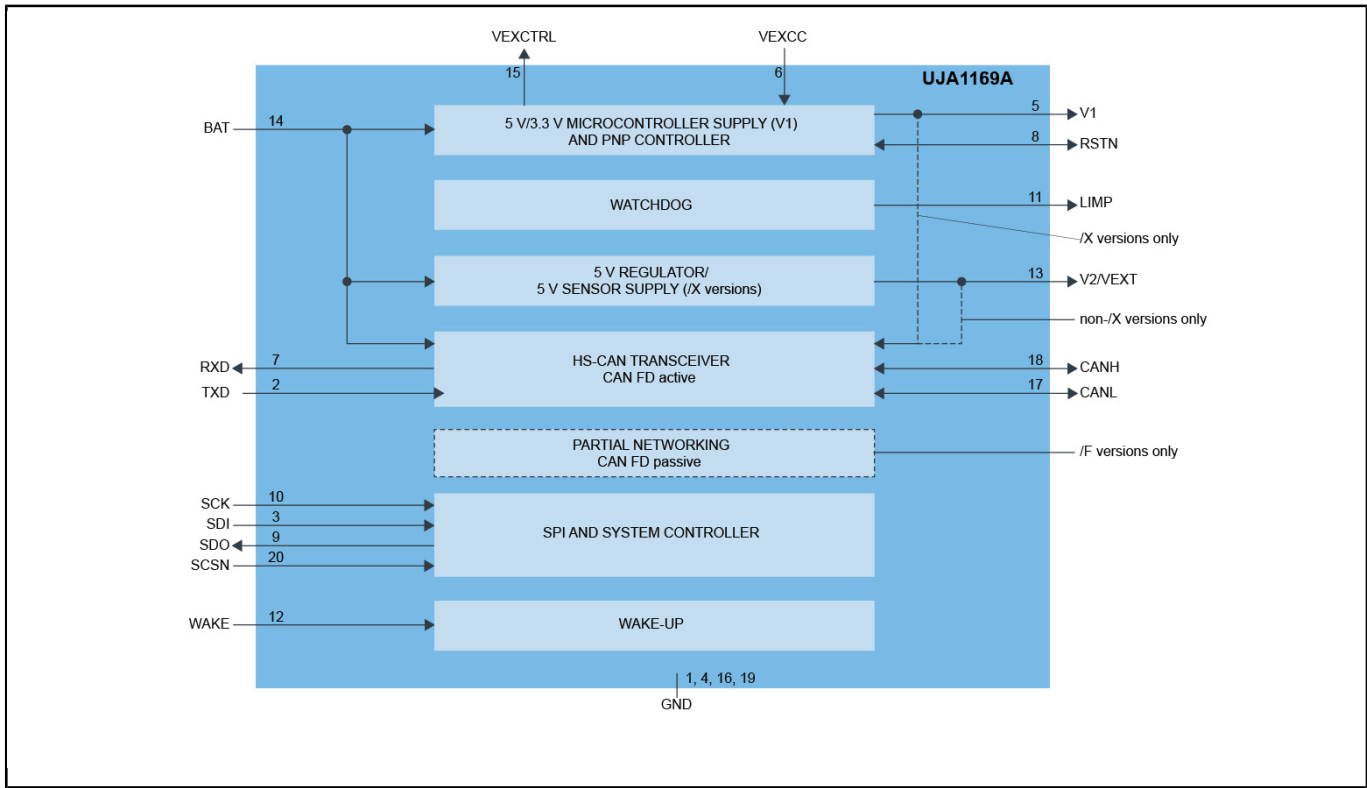 VEXCTRL
VEXCC
15
6
UJA1169A
BAT
14
5 V/3.3 V MICROCONTROLLER SUPPLY (V1)
AND PNP CONTROLLER
5
V1
8
RSTN
WATCHDOG
11
LIMP
/X versions only
5 V REGULATOR/
5 V SENSOR SUPPLY (/X versions)
13
V2/VEXT
non-/X versions only
RXD
7
HS-CAN TRANSCEIVER
CAN FD active
18
CANH
TXD
2
17
CANL
PARTIAL NETWORKING
CAN FD passive
/F versions only
SCK
10
SDI
3
SDO
9
SCSN
20
SPI AND SYSTEM CONTROLLER
WAKE
12
WAKE-UP
1, 4, 16, 19
GND